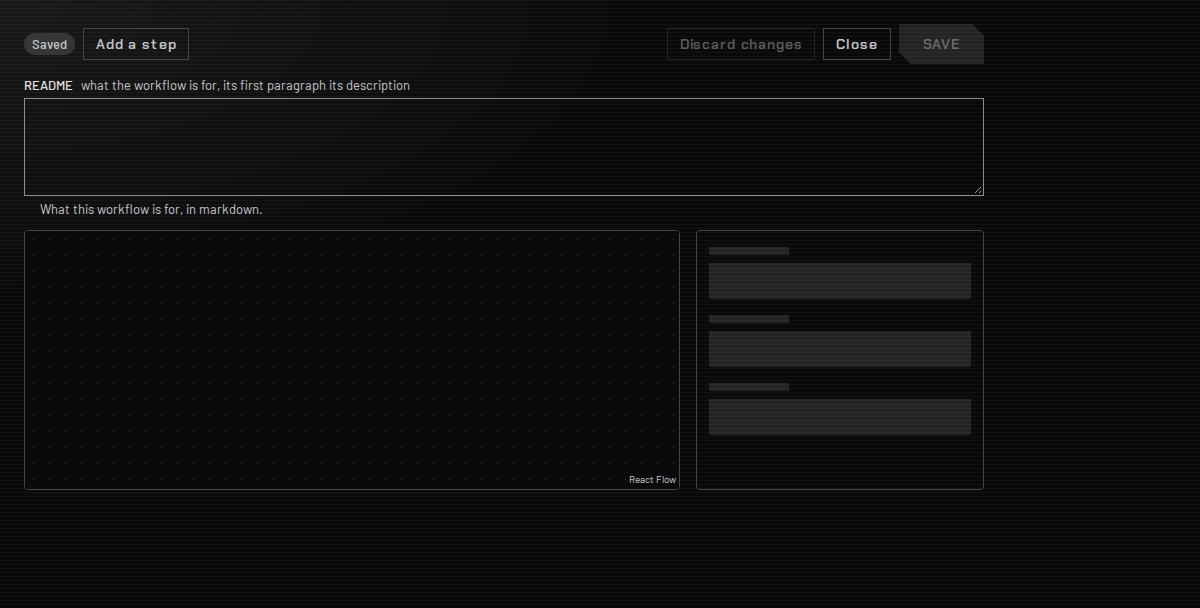 Saved Add a step Discard changes Close SAVE
README what the workflow is for, its first paragraph its description
What this workflow is for, in markdown.
React Flow